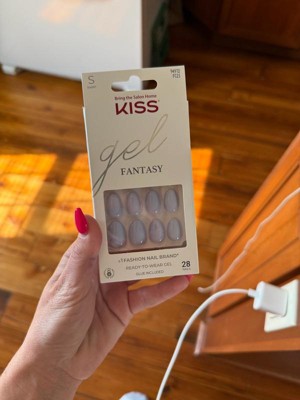 Bring the Salon Home
S
KISS
gel
FANTASY
#1 FASHION NAIL BRAND
READY-TO-WEAR GEL
GLUE INCLUDED
28